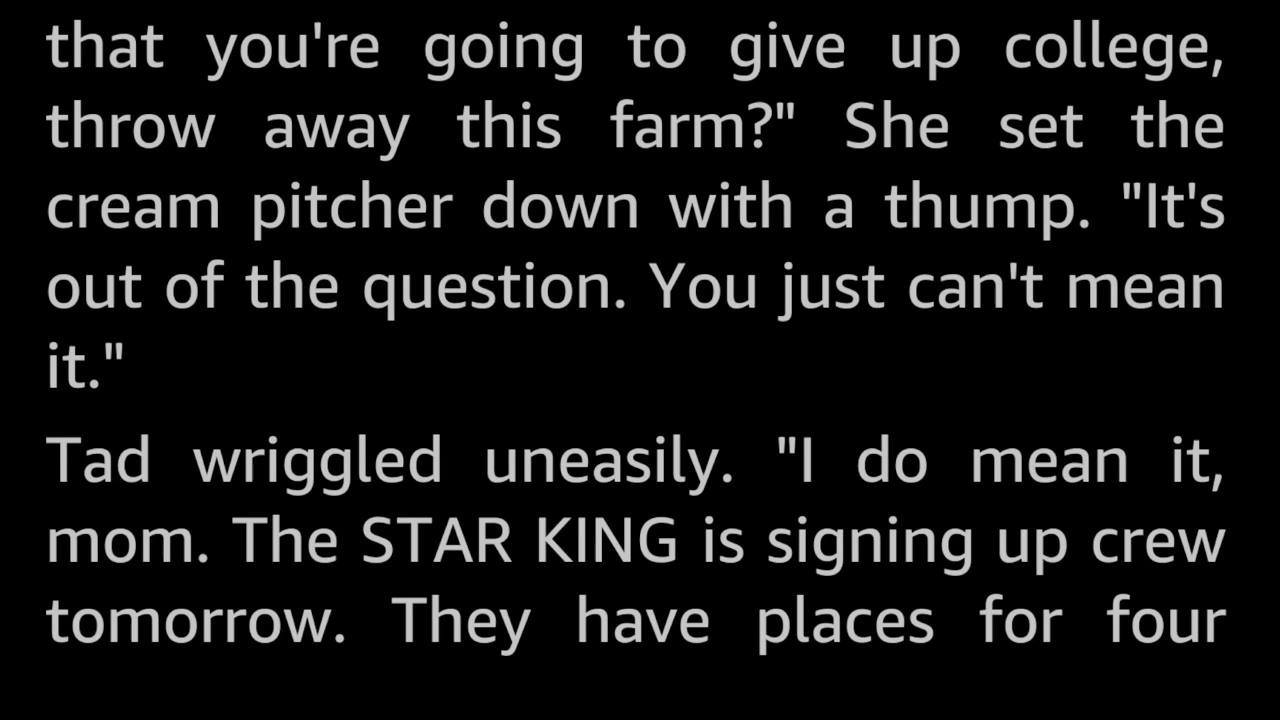 that you're going to give up college,
throw away this farm?" She set the
cream pitcher down with a thump. "It's
out of the question. You just can't mean
it."
Tad wriggled uneasily. "I do mean it,
mom. The STAR KING is signing up crew
tomorrow. They have places for four